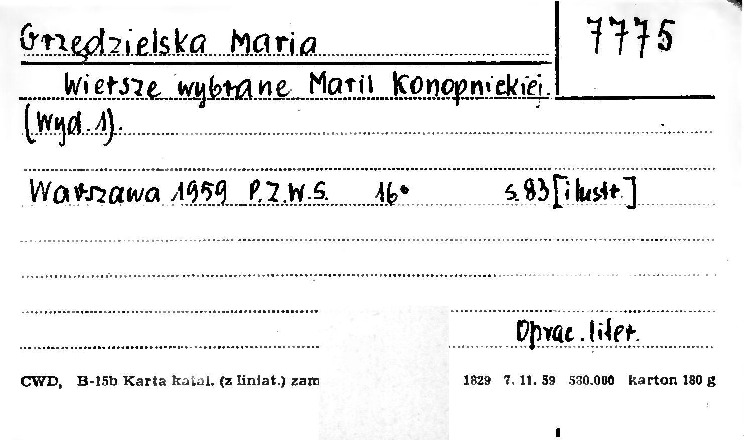 Grzędzielska Maria
7775
Wiersze wybrane Marii Konopnickiej.
(Wyd. 1).
Warszawa 1959 P.Z.W.S. 16° s. 83 [ilustr.]
Oprac. liter.
CWD, B-15b Karta katal. (z liniat.) zam 1829 7. 11. 59 530.000 karton 180 g